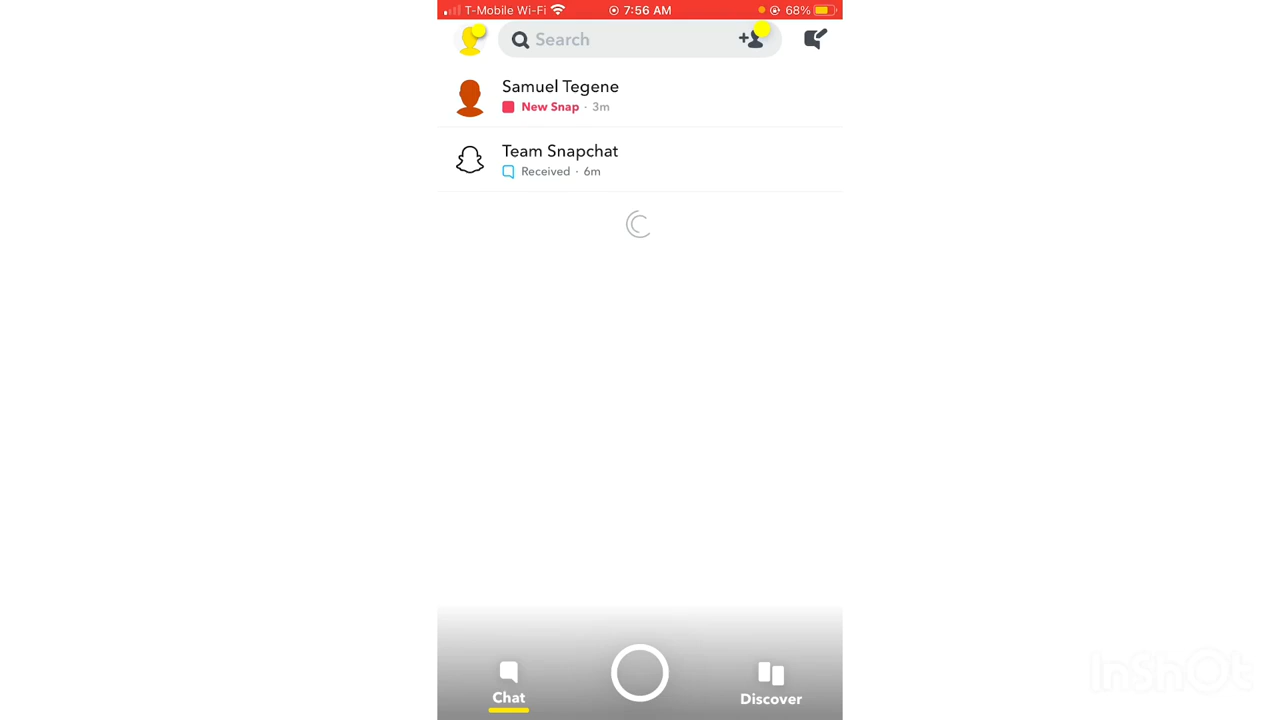 T-Mobile Wi-Fi 7:56 AM 68%
Search
Samuel Tegene
New Snap · 3m
Team Snapchat
Received · 6m
Chat
Discover
InShOt